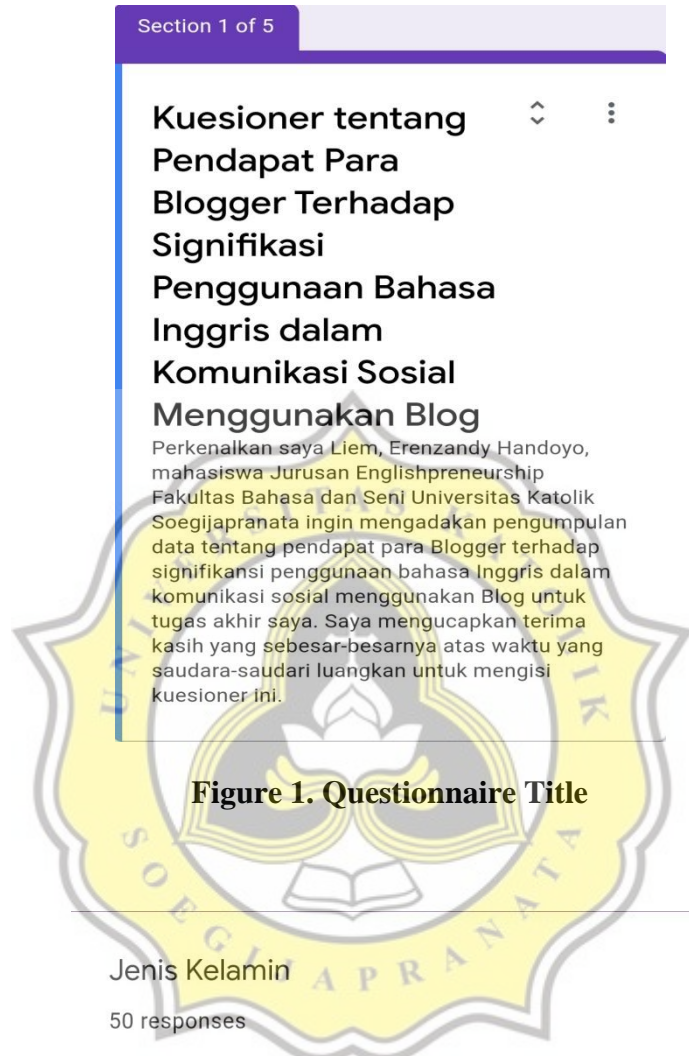 Section 1 of 5
Kuesioner tentang
Pendapat Para
Blogger Terhadap
Signifikasi
Penggunaan Bahasa
Inggris dalam
Komunikasi Sosial
Menggunakan Blog
Perkenalkan saya Liem, Erenzandy Handoyo,
mahasiswa Jurusan Englishpreneurship
Fakultas Bahasa dan Seni Universitas Katolik
Soegijapranata ingin mengadakan pengumpulan
data tentang pendapat para Blogger terhadap
signifikansi penggunaan bahasa Inggris dalam
komunikasi sosial menggunakan Blog untuk
tugas akhir saya. Saya mengucapkan terima
kasih yang sebesar-besarnya atas waktu yang
saudara-saudari luangkan untuk mengisi
kuesioner ini.
UNIVERSITAS KATOLIK
Figure 1. Questionnaire Title
SOEGIJAPRANATA
Jenis Kelamin
50 responses